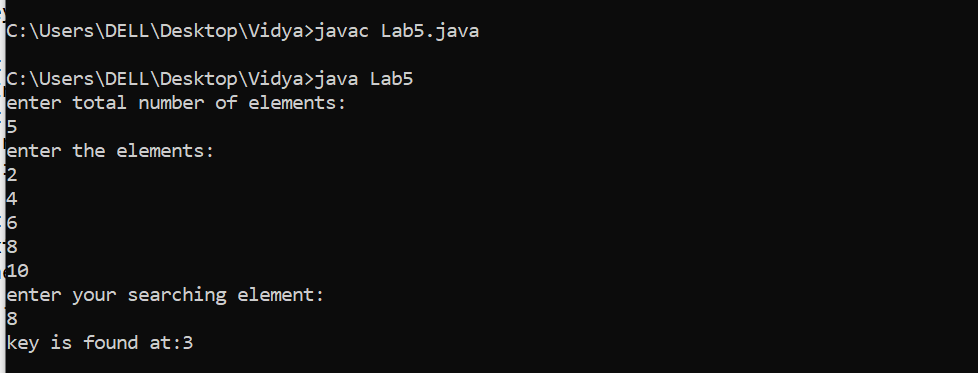 C:\Users\DELL\Desktop\Vidya>javac Lab5.java
C:\Users\DELL\Desktop\Vidya>java Lab5
enter total number of elements:
5
enter the elements:
2
4
6
8
10
enter your searching element:
8
key is found at:3